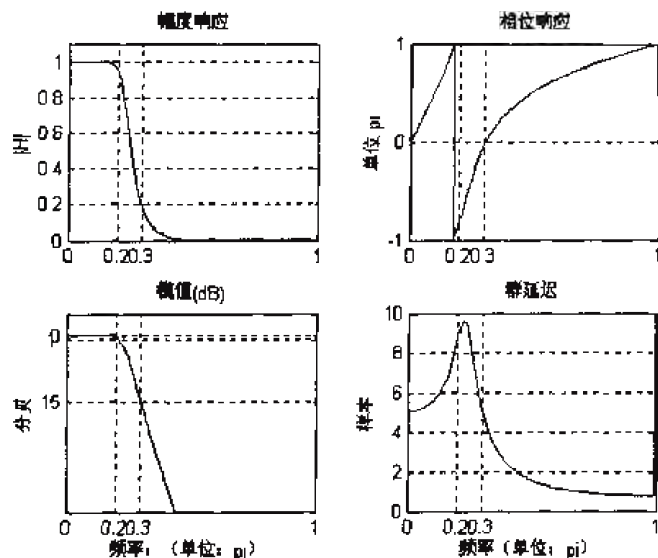 幅度响应
|H|
1
0.8
0.6
0.4
0.2
0
0 0.20.3 1
相位响应
单位 pi
1
0
-1
0 0.20.3 1
模值(dB)
分贝
0
15
0 0.20.3 1
频率: (单位: pi)
群延迟
样本
10
8
6
4
2
0
0 0.20.3 1
频率 (单位: pi)